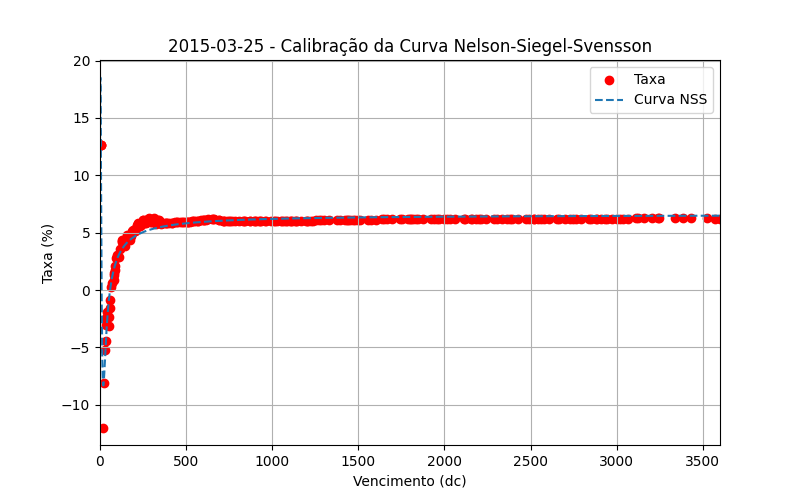 2015-03-25 - Calibração da Curva Nelson-Siegel-Svensson
Taxa
Curva NSS
Taxa (%)
20
15
10
5
0
−5
−10
0 500 1000 1500 2000 2500 3000 3500
Vencimento (dc)